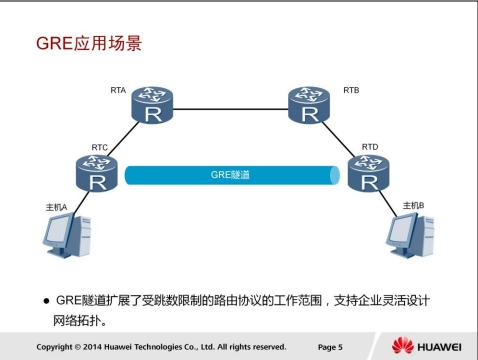 GRE应用场景
RTA
RTB
R
R
RTC
RTD
R
GRE隧道
R
主机A
主机B
● GRE隧道扩展了受跳数限制的路由协议的工作范围，支持企业灵活设计
网络拓扑。
Copyright © 2014 Huawei Technologies Co., Ltd. All rights reserved.
Page 5
HUAWEI